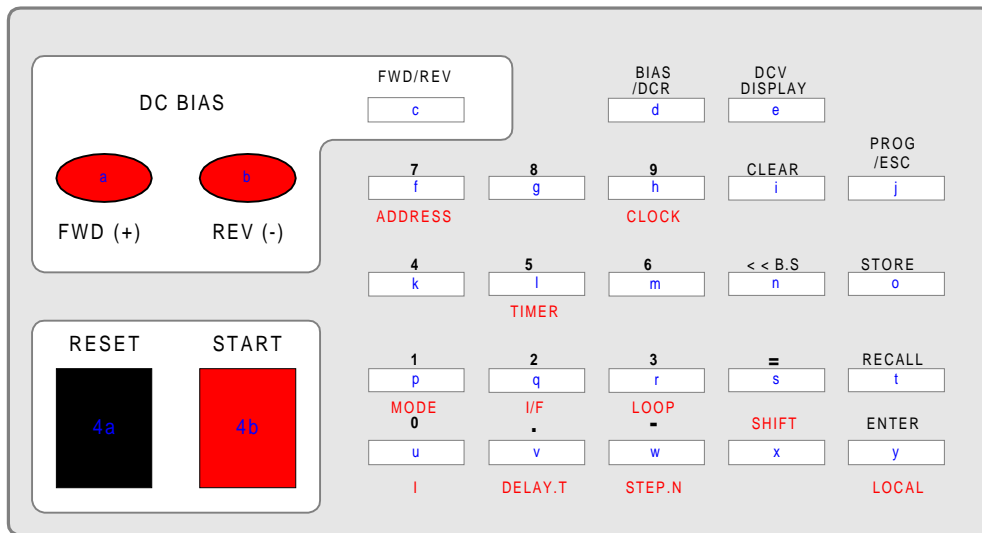 FWD/REV
BIAS
/DCR
DCV
DISPLAY
DC BIAS
c
d
e
PROG
/ESC
7
8
9
CLEAR
a
b
f
g
h
i
j
ADDRESS
CLOCK
FWD (+)
REV (-)
4
5
6
< < B.S
STORE
k
l
m
n
o
TIMER
RESET
START
1
2
3
=
RECALL
p
q
r
s
t
MODE
I/F
LOOP
0
.
-
SHIFT
ENTER
4a
4b
u
v
w
x
y
I
DELAY.T
STEP.N
LOCAL